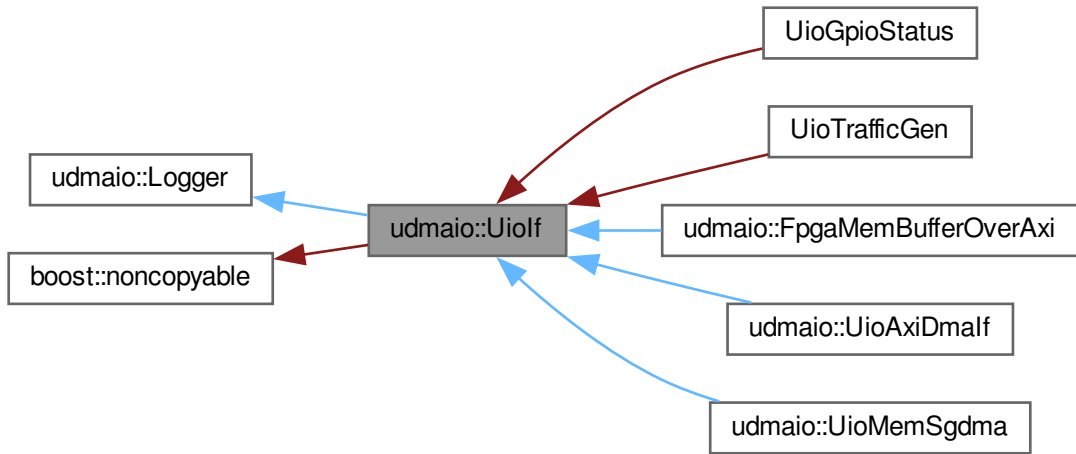 udmaio::Logger
boost::noncopyable
udmaio::UioIf
UioGpioStatus
UioTrafficGen
udmaio::FpgaMemBufferOverAxi
udmaio::UioAxiDmaIf
udmaio::UioMemSgdma